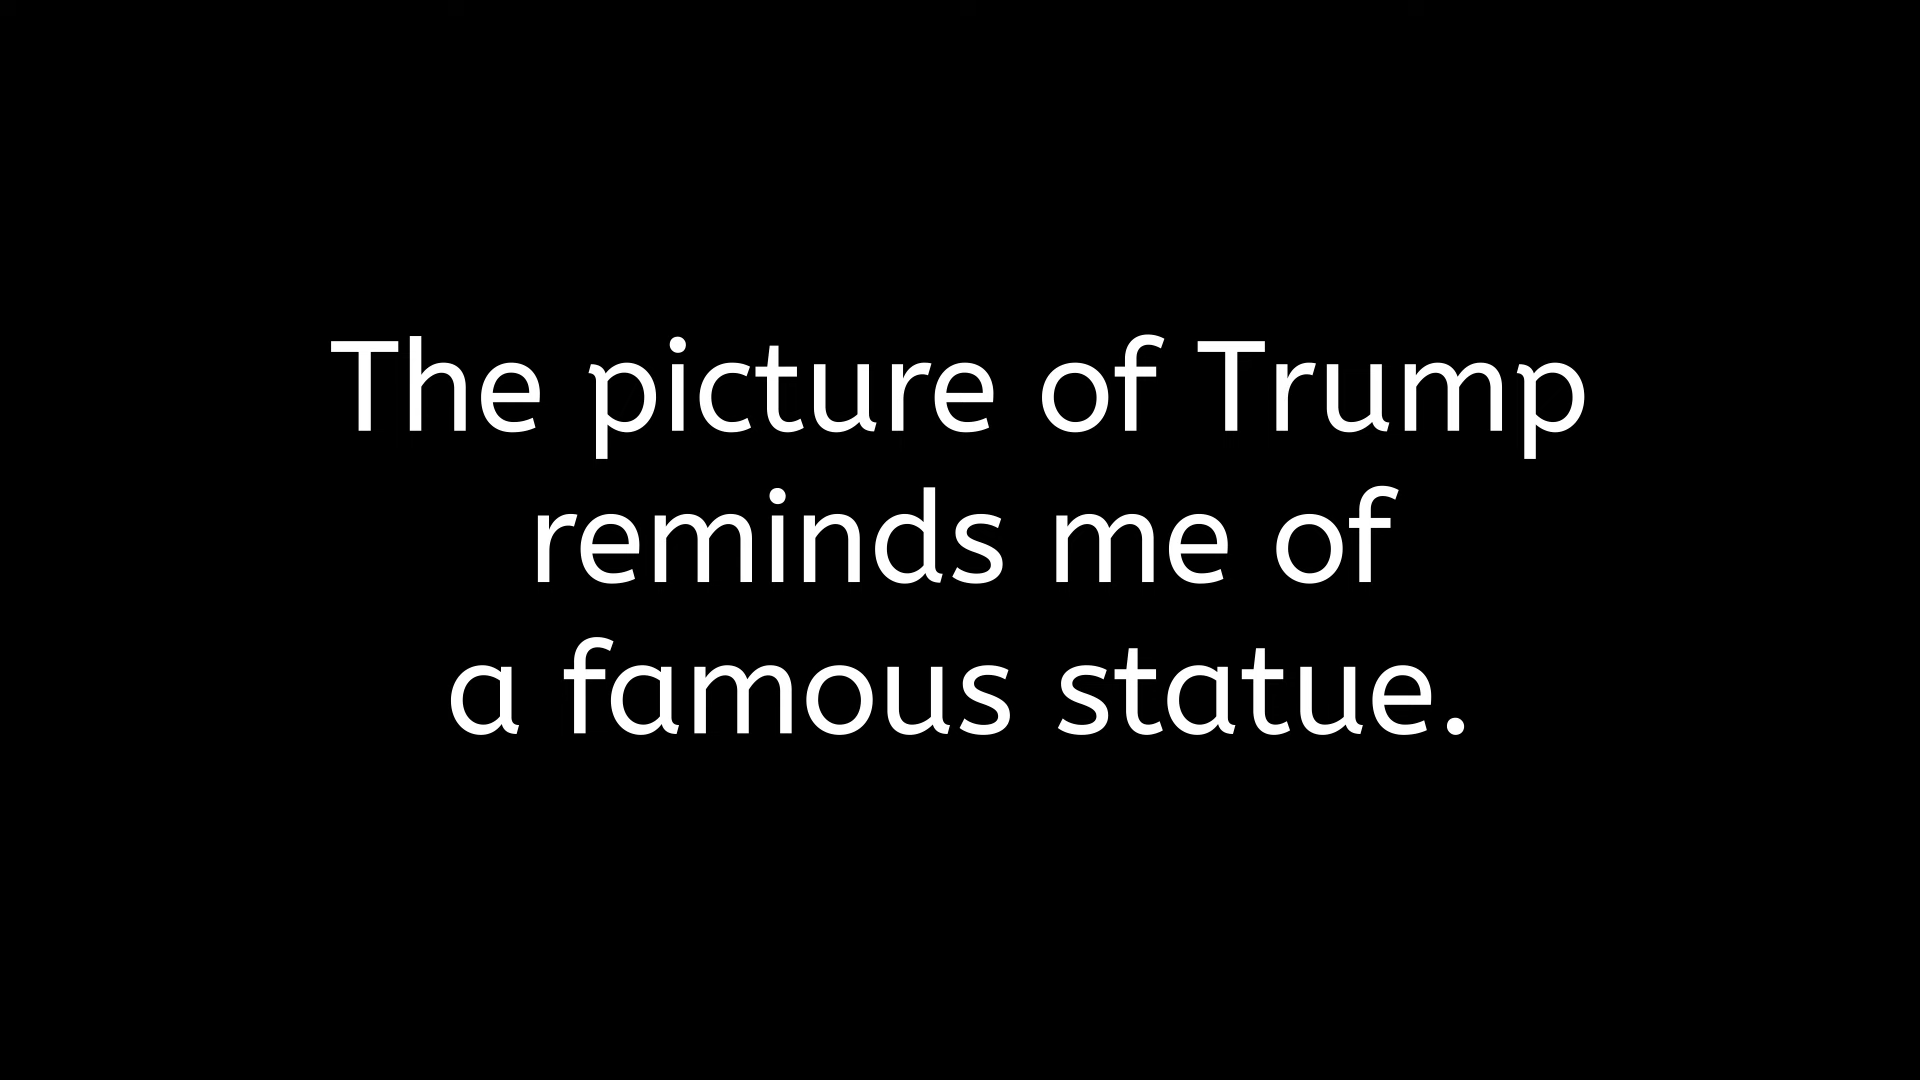 The picture of Trump
reminds me of
a famous statue.